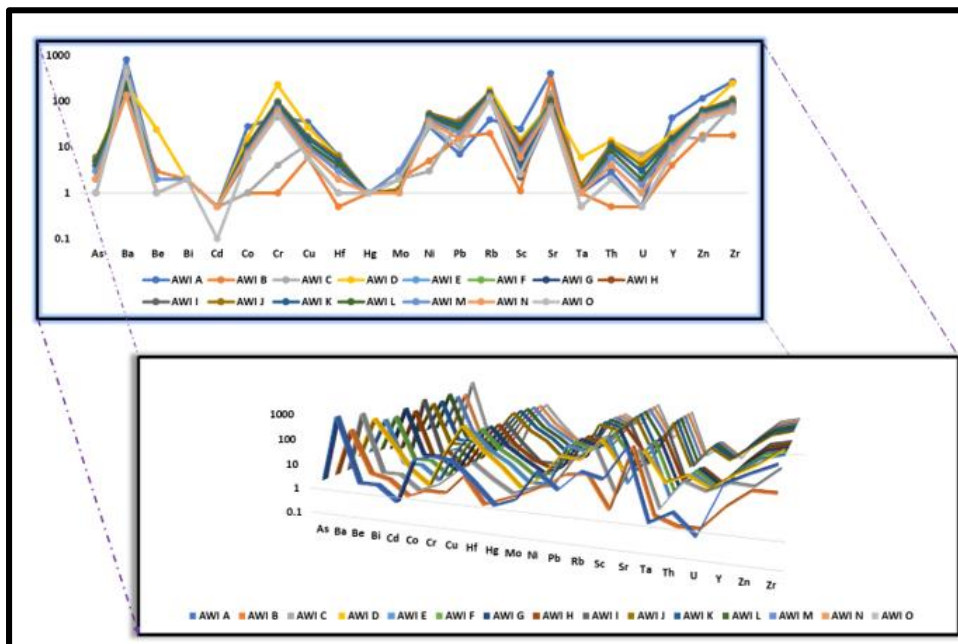 1000
100
10
1
0.1
As Ba Be Bi Cd Co Cr Cu Hf Hg Mo Ni Pb Rb Sc Sr Ta Th U Y Zn Zr
AWI A AWI B AWI C AWI D AWI E AWI F AWI G AWI H
AWI I AWI J AWI K AWI L AWI M AWI N AWI O
1000
100
10
1
0.1
As Ba Be Bi Cd Co Cr Cu Hf Hg Mo Ni Pb Rb Sc Sr Ta Th U Y Zn Zr
AWI A AWI B AWI C AWI D AWI E AWI F AWI G AWI H AWI I AWI J AWI K AWI L AWI M AWI N AWI O